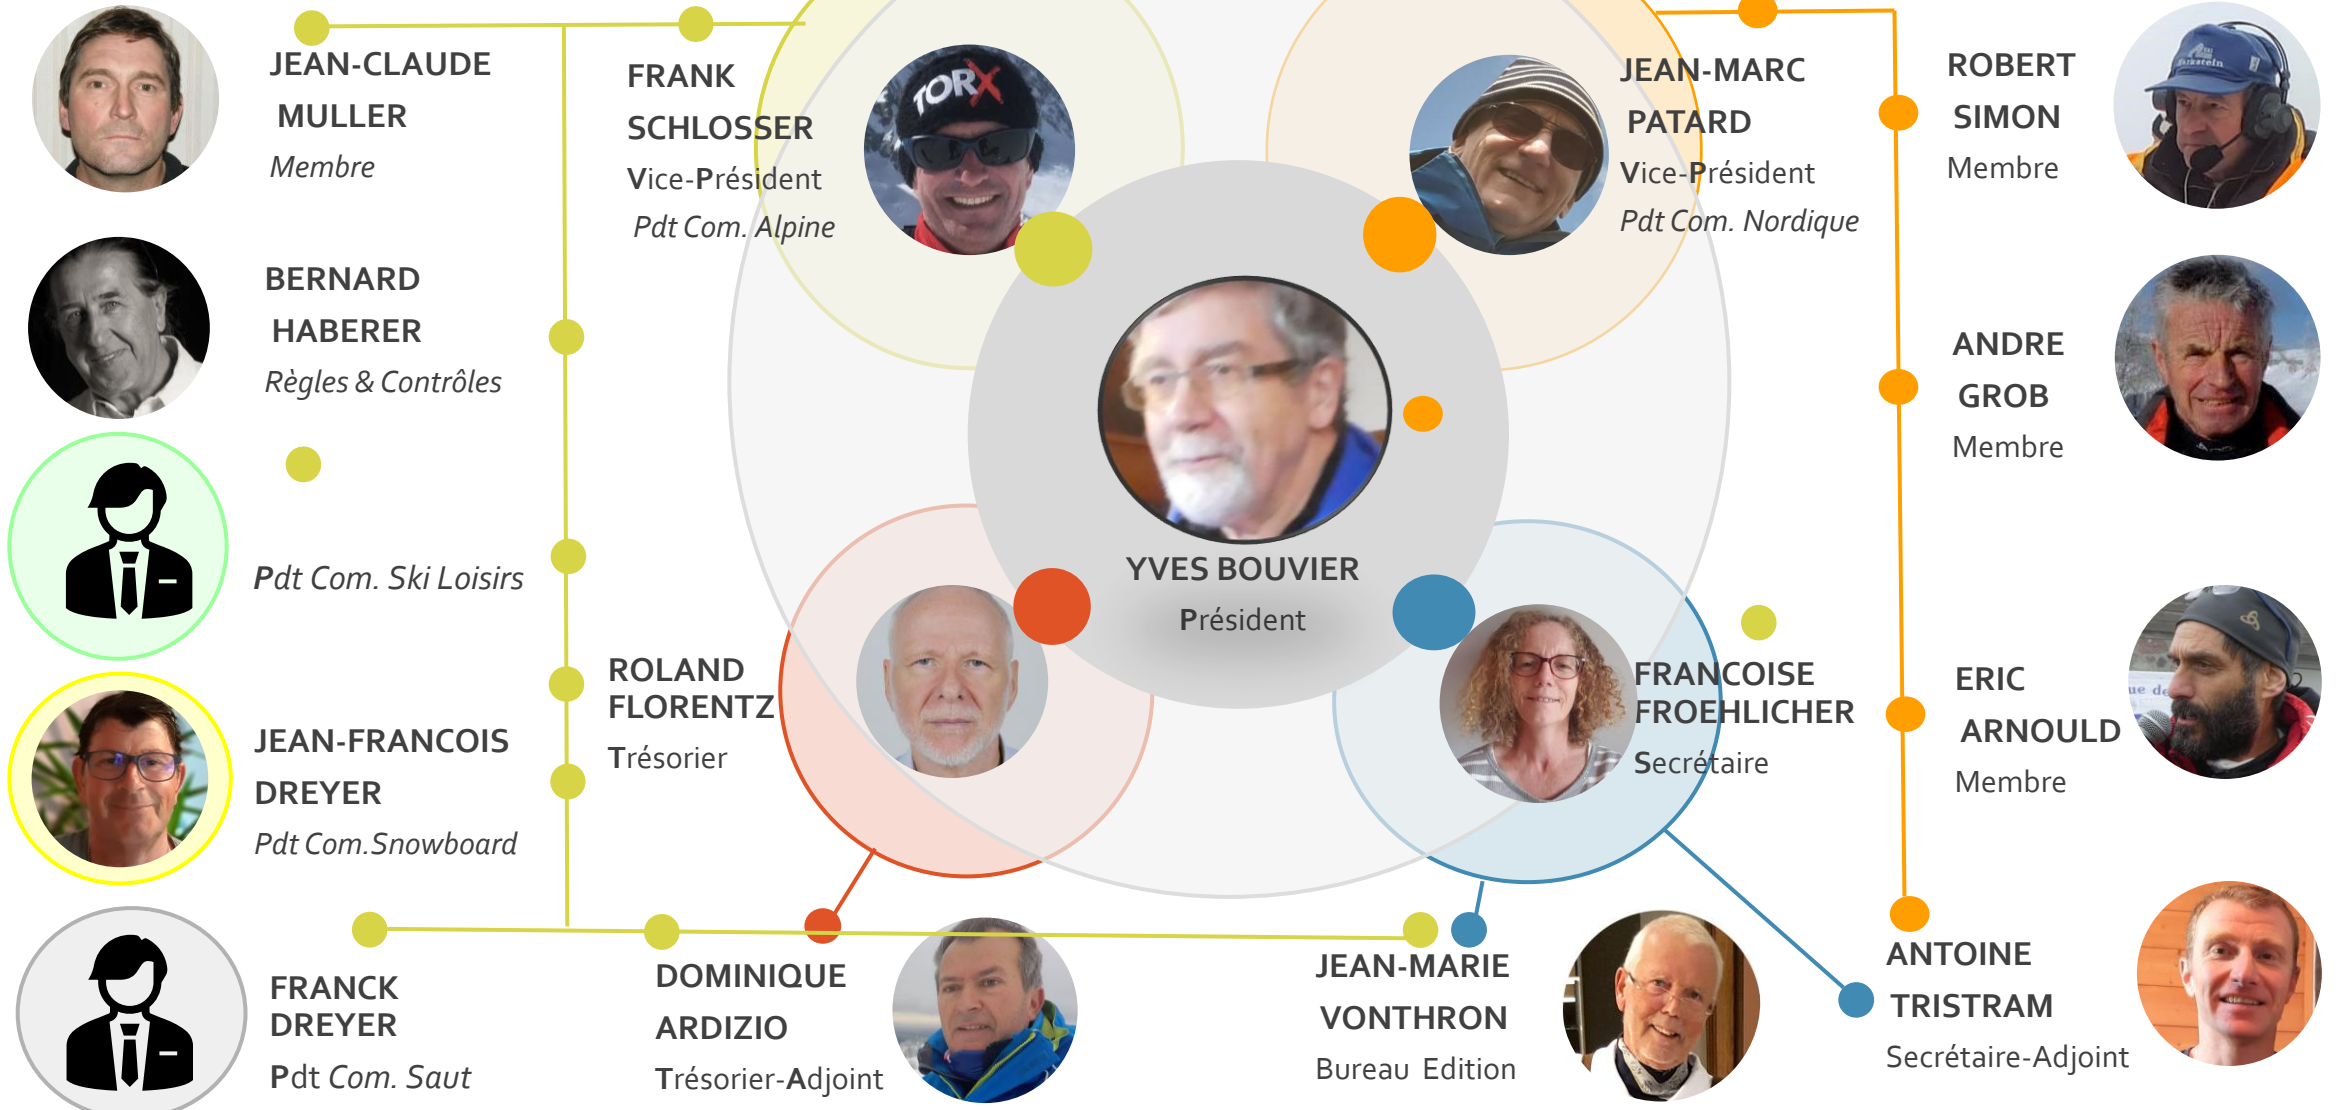 JEAN-CLAUDE
MULLER
Membre
FRANK
SCHLOSSER
Vice-Président
Pdt Com. Alpine
TORX
JEAN-MARC
PATARD
Vice-Président
Pdt Com. Nordique
ROBERT
SIMON
Membre
BERNARD
HABERER
Règles & Contrôles
ANDRE
GROB
Membre
Pdt Com. Ski Loisirs
YVES BOUVIER
Président
ROLAND
FLORENTZ
Trésorier
FRANCOISE
FROEHLICHER
Secrétaire
ERIC
ARNOULD
Membre
JEAN-FRANCOIS
DREYER
Pdt Com.Snowboard
FRANCK
DREYER
Pdt Com. Saut
DOMINIQUE
ARDIZIO
Trésorier-Adjoint
JEAN-MARIE
VONTHRON
Bureau Edition
ANTOINE
TRISTRAM
Secrétaire-Adjoint